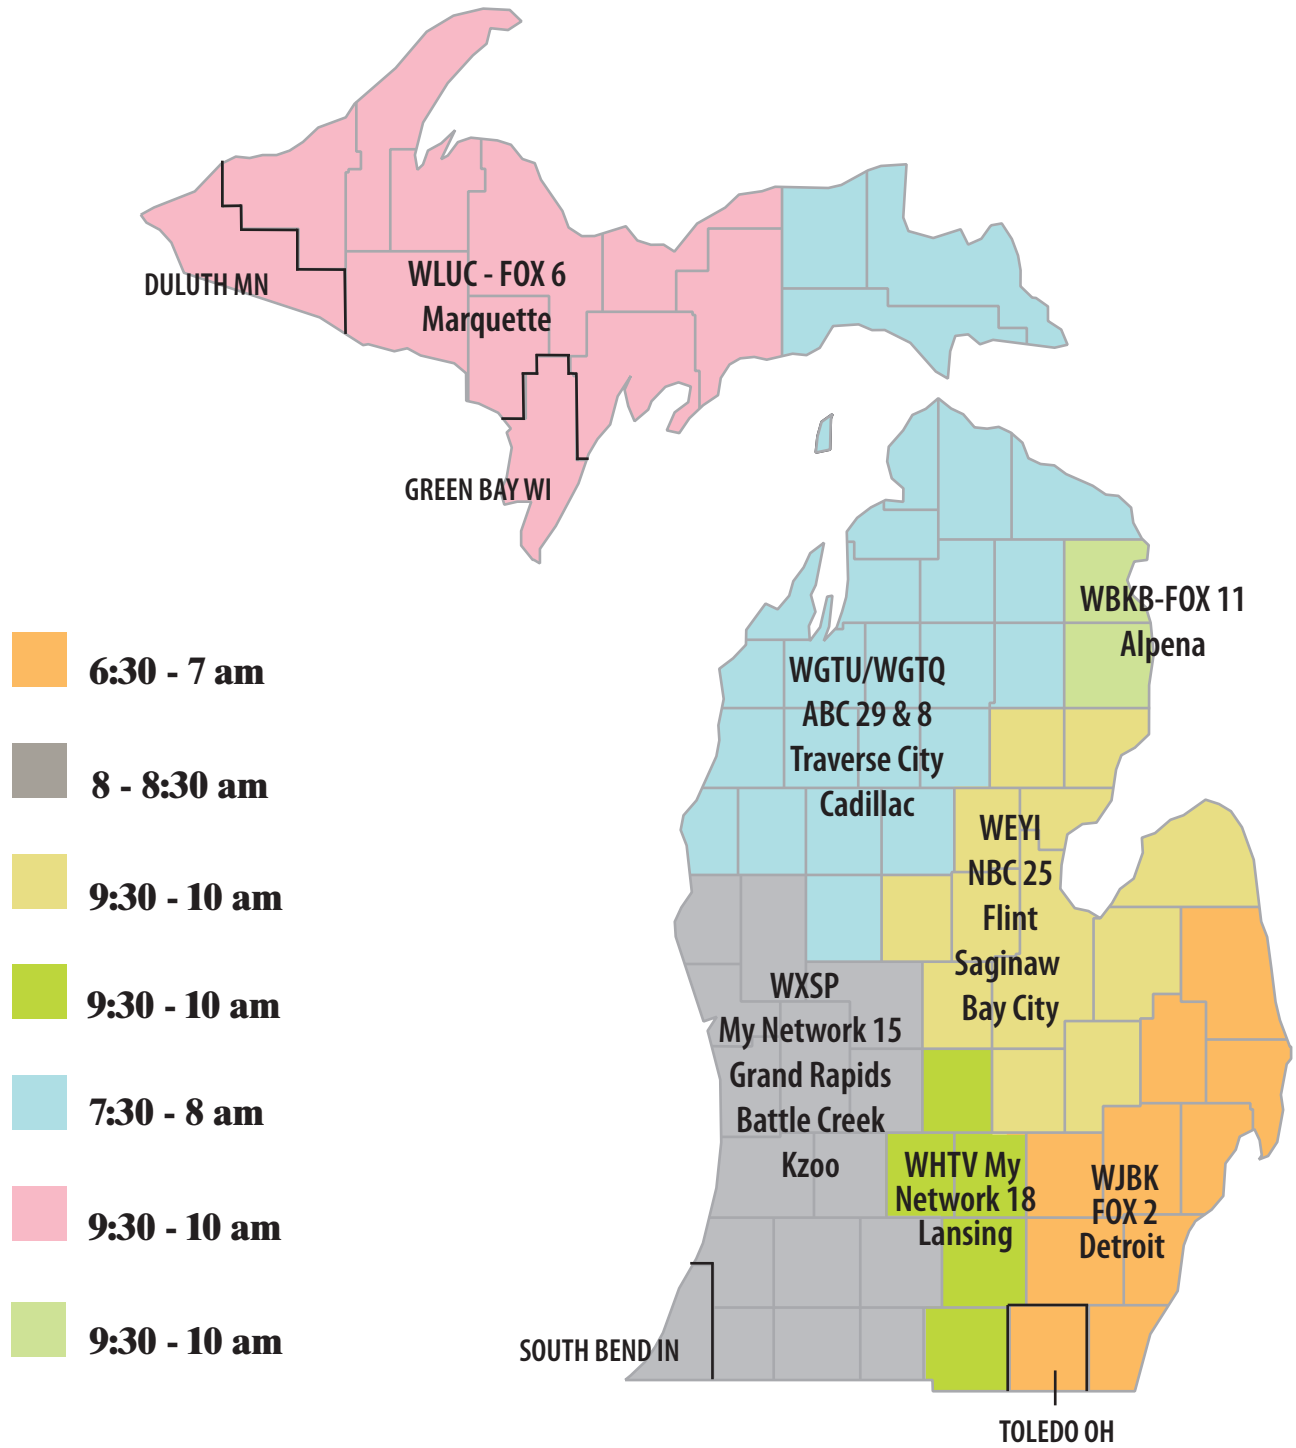 DULUTH MN
WLUC - FOX 6
Marquette
GREEN BAY WI
WBKB-FOX 11
Alpena
WGTU/WGTQ
ABC 29 & 8
Traverse City
Cadillac
WEYI
NBC 25
Flint
Saginaw
Bay City
WXSP
My Network 15
Grand Rapids
Battle Creek
Kzoo
WHTV My
Network 18
Lansing
WJBK
FOX 2
Detroit
SOUTH BEND IN
TOLEDO OH
6:30 - 7 am
8 - 8:30 am
9:30 - 10 am
9:30 - 10 am
7:30 - 8 am
9:30 - 10 am
9:30 - 10 am